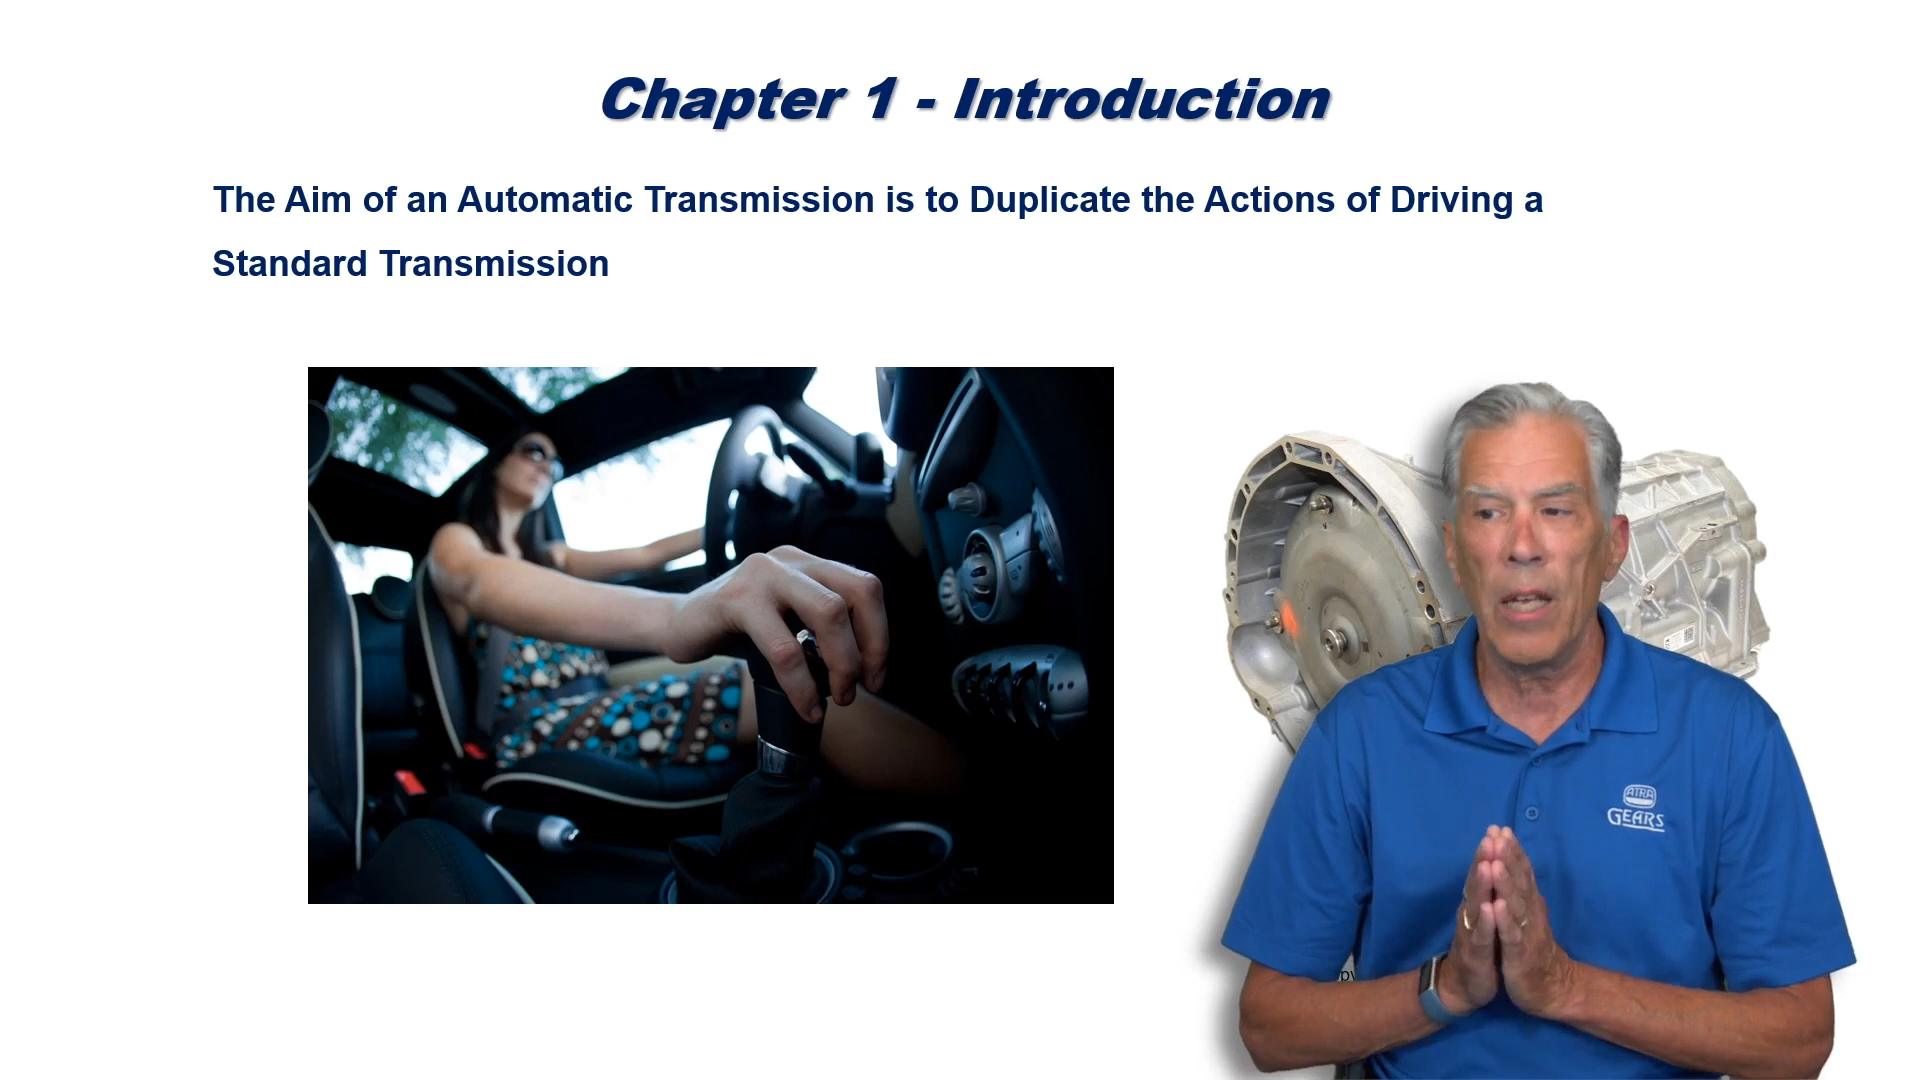 Chapter 1 - Introduction
The Aim of an Automatic Transmission is to Duplicate the Actions of Driving a
Standard Transmission
ATRA
GEARS